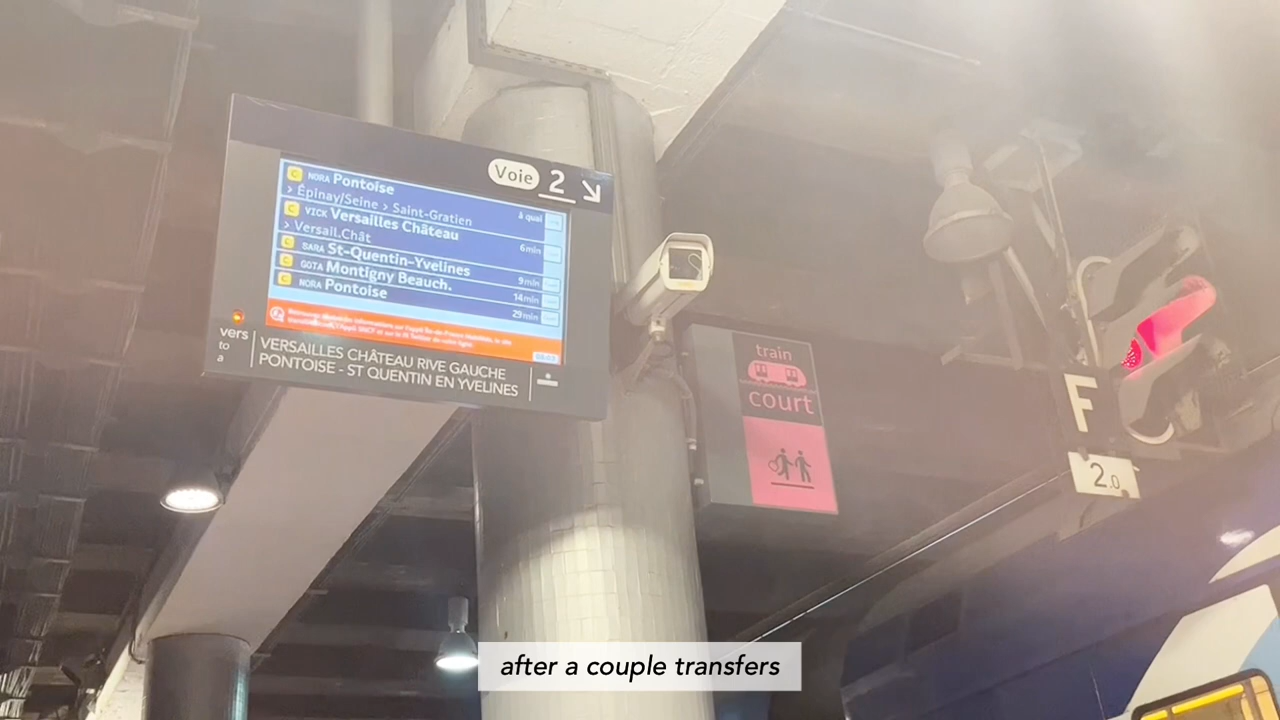 Voie 2
C NORA Pontoise
> Épinay/Seine > Saint-Gratien
à quai
C VICK Versailles Château
> Versail.Chât
6min
C SARA St-Quentin-Yvelines
9min
C GOTA Montigny Beauch.
14min
C NORA Pontoise
29min
vers
to
a
VERSAILLES CHÂTEAU RIVE GAUCHE
PONTOISE - ST QUENTIN EN YVELINES
train
court
F
2.0
after a couple transfers